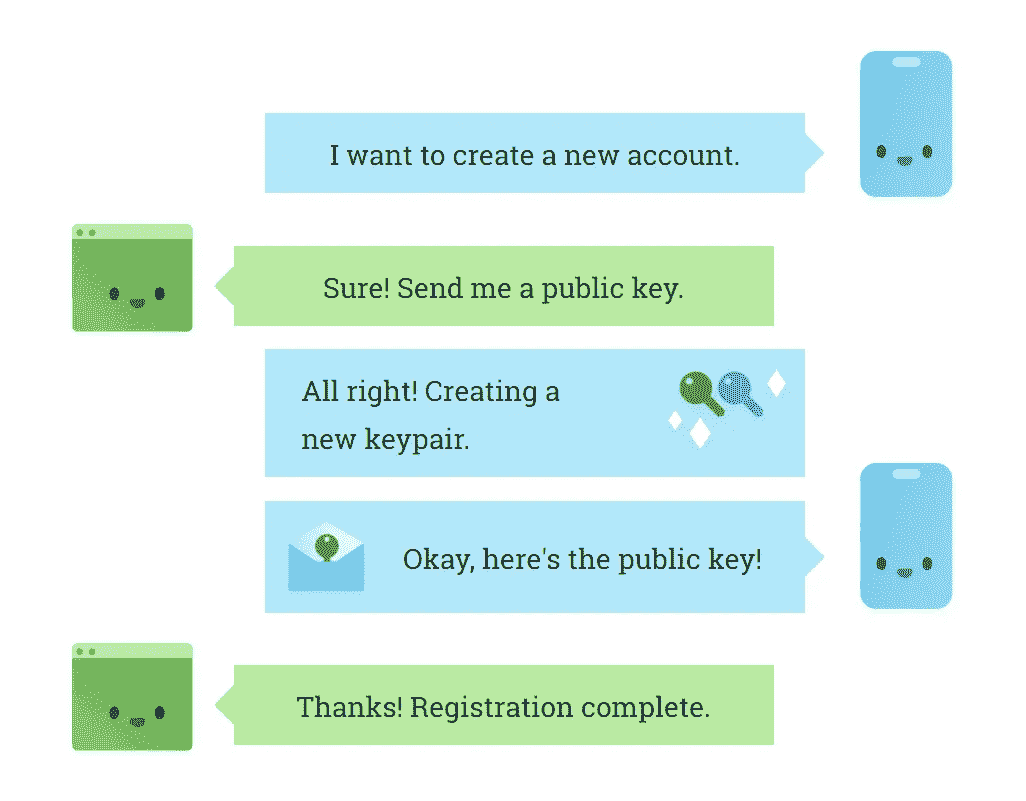 I want to create a new account.
Sure! Send me a public key.
All right! Creating a
new keypair.
Okay, here's the public key!
Thanks! Registration complete.